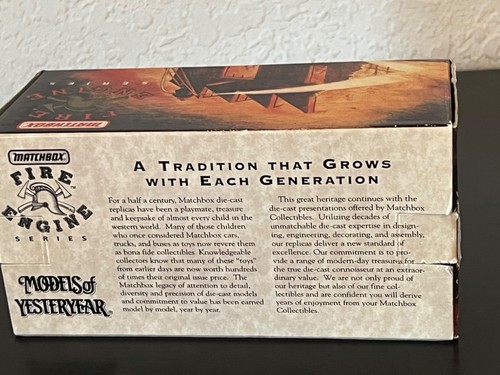 SERIES
FIRE ENGINE
MATCHBOX
MATCHBOX
FIRE
ENGINE
SERIES
MODELS of
YESTERYEAR
A TRADITION THAT GROWS
WITH EACH GENERATION
For a half a century, Matchbox die-cast
replicas have been a playmate, treasure
and keepsake of almost every child in the
western world. Many of those children
who once considered Matchbox cars,
trucks, and buses as toys now revere them
as bona fide collectibles. Knowledgeable
collectors know that many of these "toys"
from earlier days are now worth hundreds
of times their original issue price. The
Matchbox legacy of attention to detail,
diversity and precision of die-cast models
and commitment to value has been earned
model by model, year by year.
This great heritage continues with the
die-cast presentations offered by Matchbox
Collectibles. Utilizing decades of
unmatchable die-cast expertise in design-
ing, engineering, decorating, and assembly,
our replicas deliver a new standard of
excellence. Our commitment is to pro-
vide a range of modern-day treasures for
the true die-cast connoisseur at an extraor-
dinary value. We are not only proud of
our heritage but also of our fine col-
lectibles and are confident you will derive
years of enjoyment from your Matchbox
Collectibles.